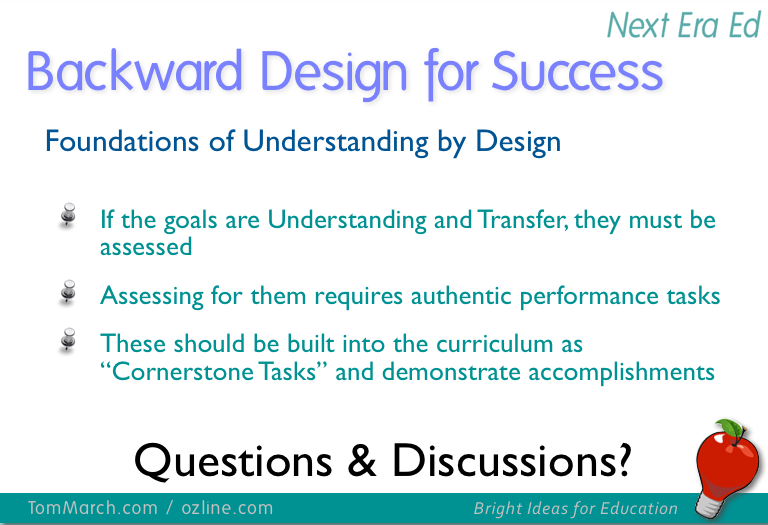 Next Era Ed
Backward Design for Success
Foundations of Understanding by Design
If the goals are Understanding and Transfer, they must be
assessed
Assessing for them requires authentic performance tasks
These should be built into the curriculum as
“Cornerstone Tasks” and demonstrate accomplishments
Questions & Discussions?
TomMarch.com / ozline.com
Bright Ideas for Education